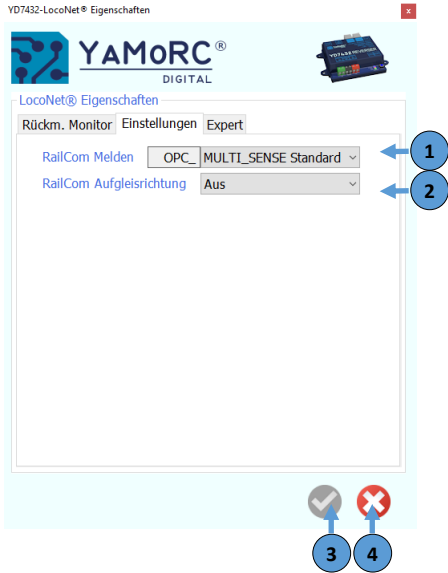 YD7432-LocoNet® Eigenschaften
x
YAMoRC®
DIGITAL
YD7432 REVERSER
LocoNet® Eigenschaften
Rückm. Monitor Einstellungen Expert
RailCom Melden OPC_ MULTI_SENSE Standard 1
RailCom Aufgleisrichtung Aus 2
3 4